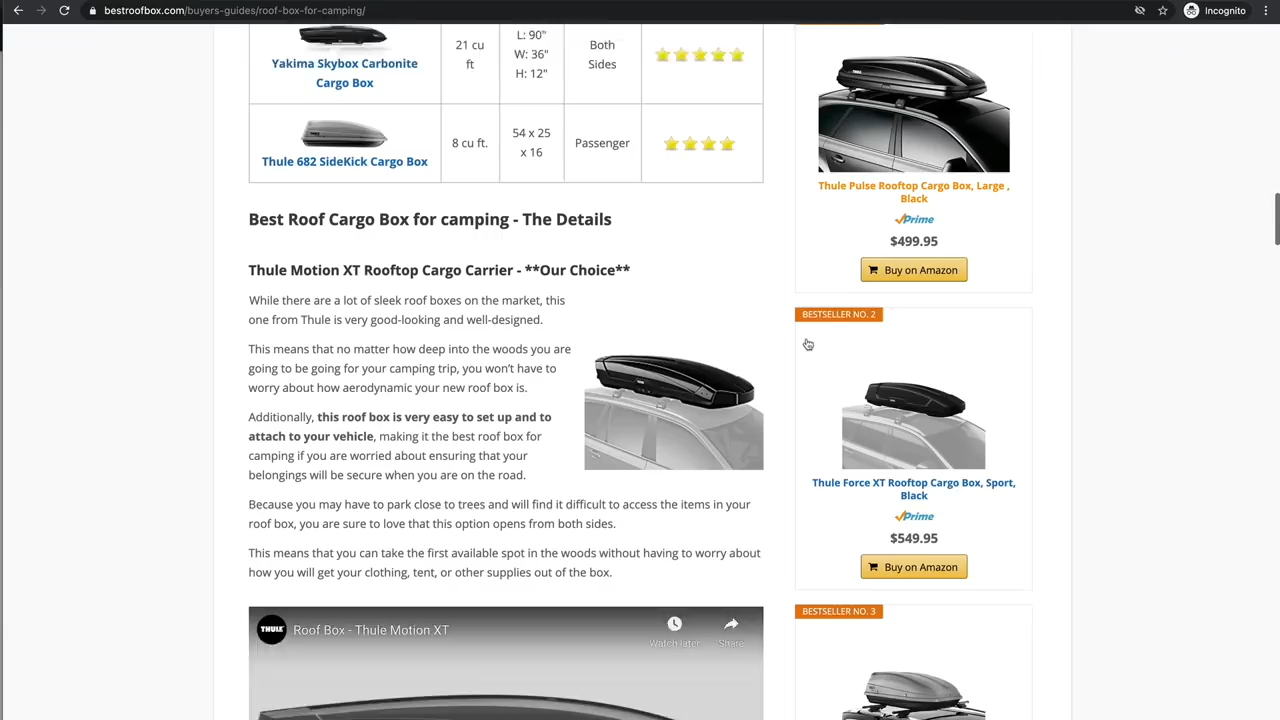 bestroofbox.com/buyers-guides/roof-box-for-camping/
Incognito
Yakima Skybox Carbonite
Cargo Box
21 cu
ft
L: 90"
W: 36"
H: 12"
Both
Sides
Thule 682 SideKick Cargo Box
8 cu ft.
54 x 25
x 16
Passenger
Best Roof Cargo Box for camping - The Details
Thule Motion XT Rooftop Cargo Carrier - **Our Choice**
While there are a lot of sleek roof boxes on the market, this
one from Thule is very good-looking and well-designed.
This means that no matter how deep into the woods you are
going to be going for your camping trip, you won't have to
worry about how aerodynamic your new roof box is.
Additionally, this roof box is very easy to set up and to
attach to your vehicle, making it the best roof box for
camping if you are worried about ensuring that your
belongings will be secure when you are on the road.
Because you may have to park close to trees and will find it difficult to access the items in your
roof box, you are sure to love that this option opens from both sides.
This means that you can take the first available spot in the woods without having to worry about
how you will get your clothing, tent, or other supplies out of the box.
THULE
Roof Box - Thule Motion XT
Watch later
Share
Thule Pulse Rooftop Cargo Box, Large ,
Black
Prime
$499.95
Buy on Amazon
BESTSELLER NO. 2
Thule Force XT Rooftop Cargo Box, Sport,
Black
Prime
$549.95
Buy on Amazon
BESTSELLER NO. 3